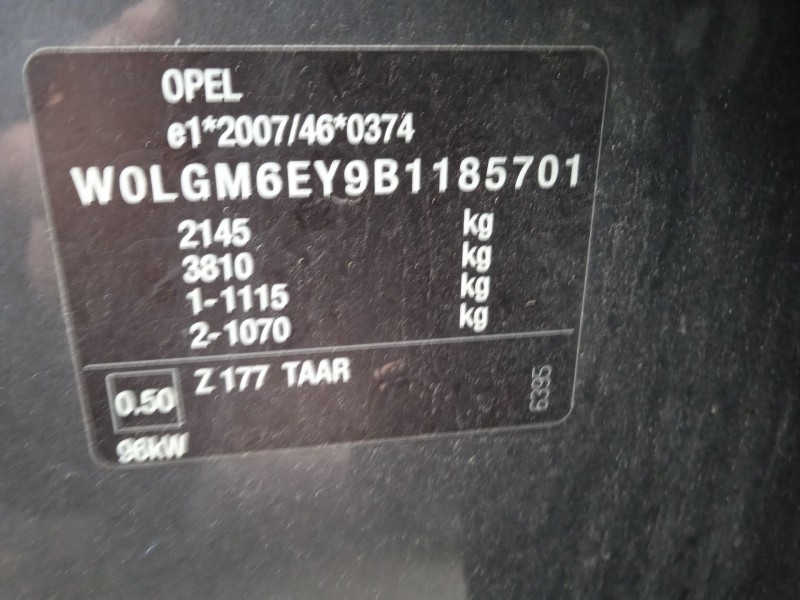 OPEL
e1*2007/46*0374
W0LGM6EY9B1185701
2145 kg
3810 kg
1-1115 kg
2-1070 kg
0.50 Z 177 TAAR 6395
96kW